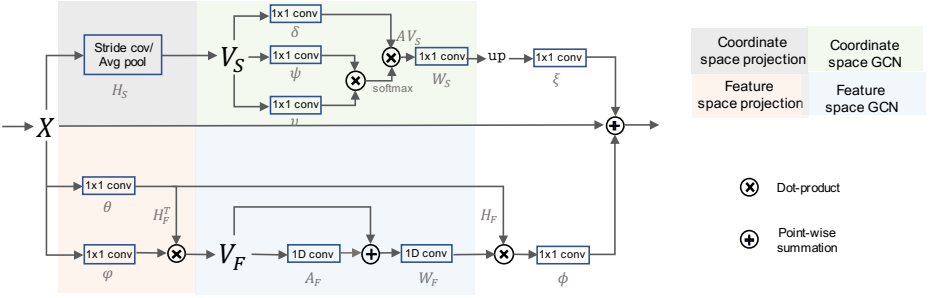 1x1 conv
δ
Stride cov/
Avg pool
H_S
V_S
1x1 conv
ψ
AV_S
softmax
1x1 conv
W_S
up
1x1 conv
ξ
1x1 conv
υ
X
1x1 conv
θ
H_F^T
H_F
1x1 conv
φ
V_F
1D conv
A_F
1D conv
W_F
1x1 conv
ϕ
Coordinate
space projection
Coordinate
space GCN
Feature
space projection
Feature
space GCN
Dot-product
Point-wise
summation